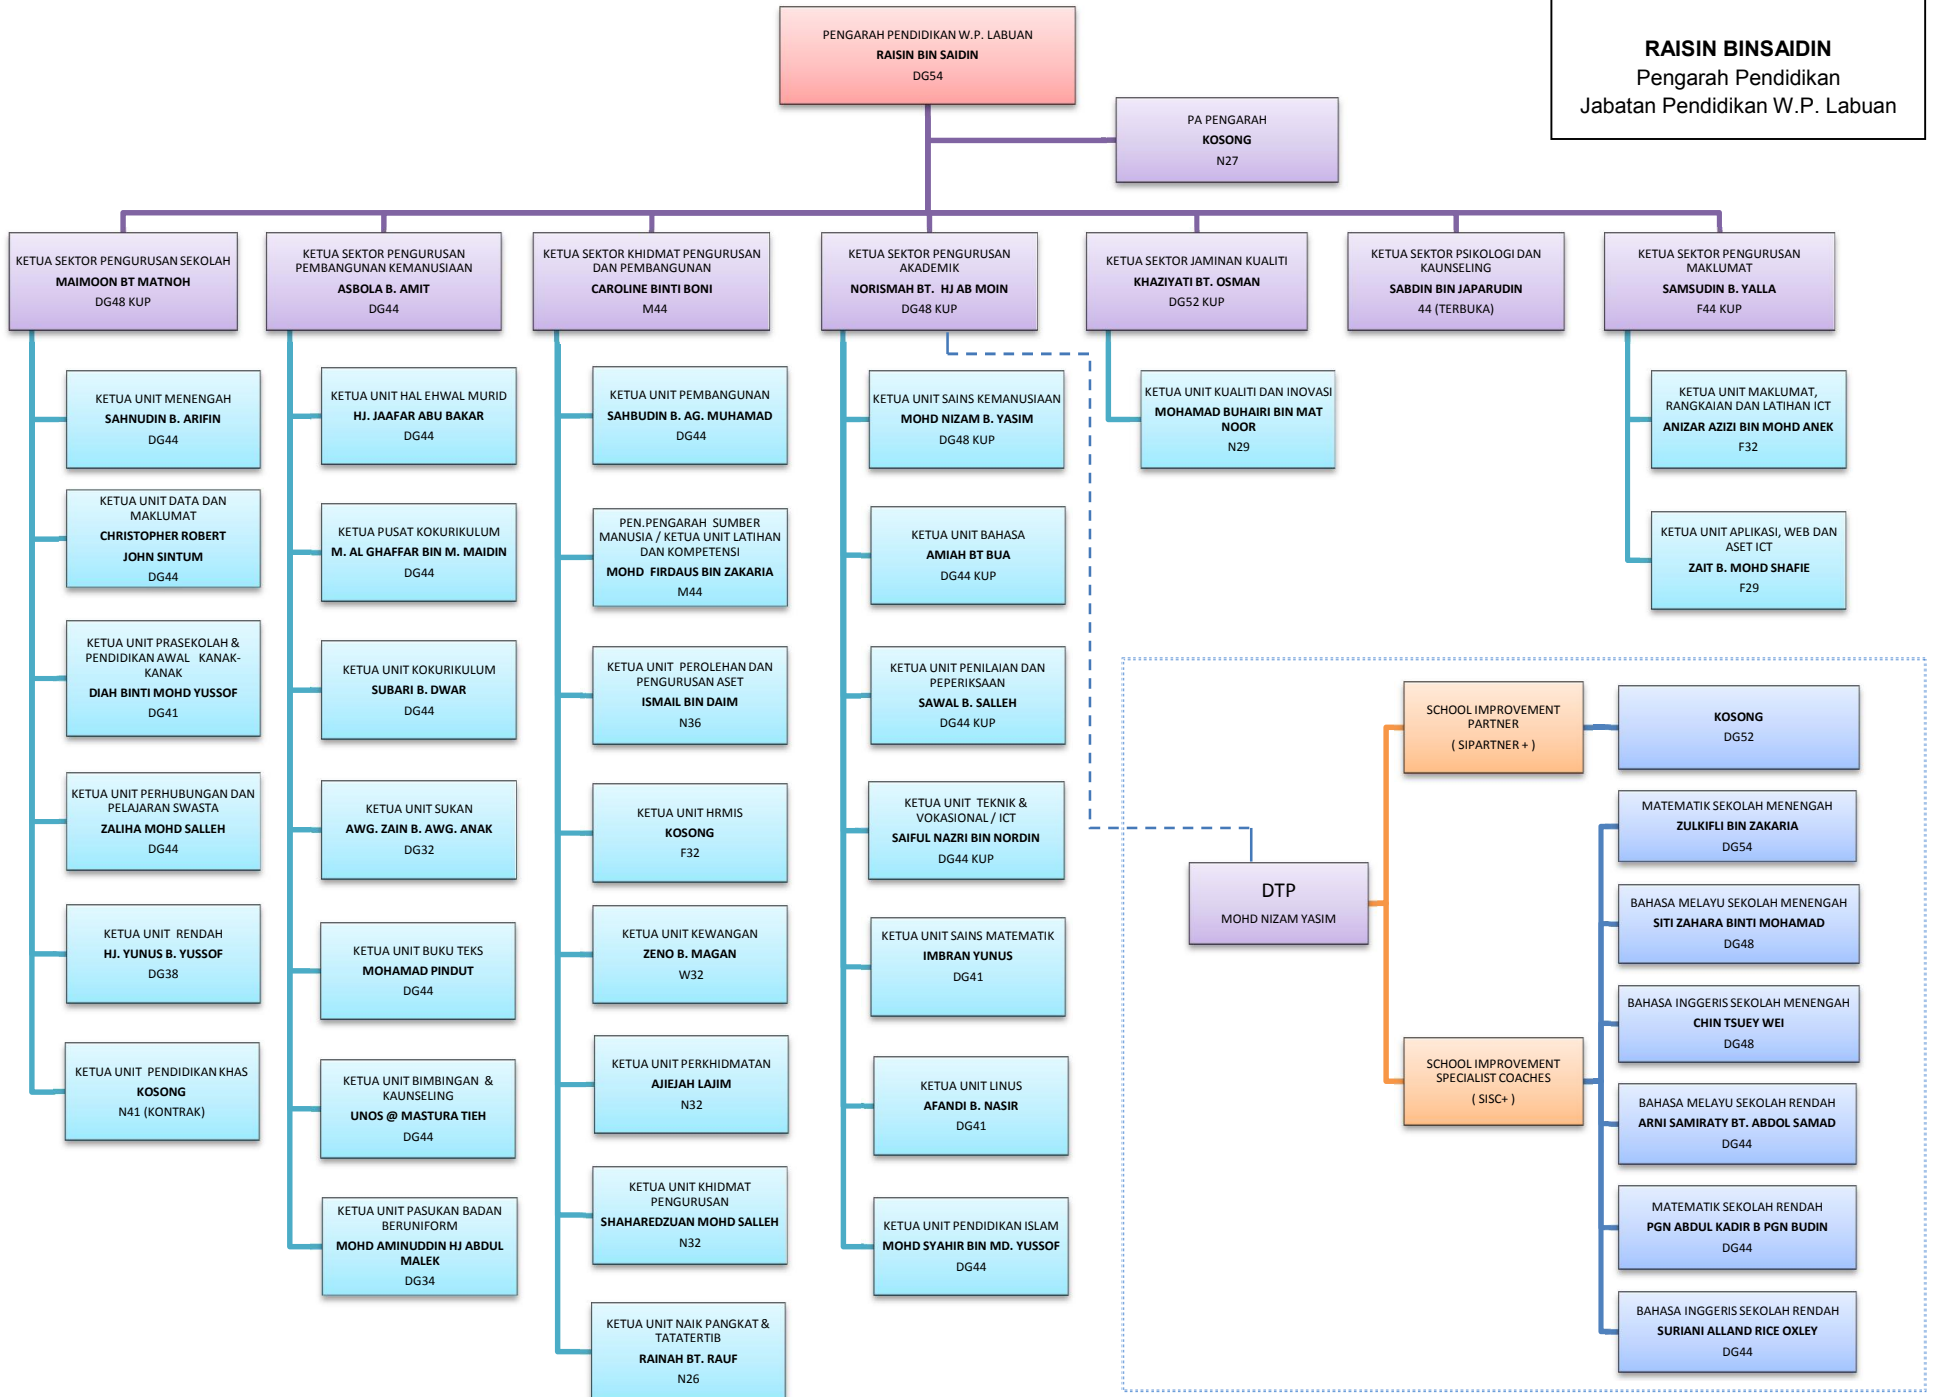 PENGARAH PENDIDIKAN W.P. LABUAN
RAISIN BIN SAIDIN
DG54
RAISIN BINSAIDIN
Pengarah Pendidikan
Jabatan Pendidikan W.P. Labuan
PA PENGARAH
KOSONG
N27
KETUA SEKTOR PENGURUSAN SEKOLAH
MAIMOON BT MATNOH
DG48 KUP
KETUA SEKTOR PENGURUSAN
PEMBANGUNAN KEMANUSIAAN
ASBOLA B. AMIT
DG44
KETUA SEKTOR KHIDMAT PENGURUSAN
DAN PEMBANGUNAN
CAROLINE BINTI BONI
M44
KETUA SEKTOR PENGURUSAN
AKADEMIK
NORISMAH BT. HJ AB MOIN
DG48 KUP
KETUA SEKTOR JAMINAN KUALITI
KHAZIYATI BT. OSMAN
DG52 KUP
KETUA SEKTOR PSIKOLOGI DAN
KAUNSELING
SABDIN BIN JAPARUDIN
44 (TERBUKA)
KETUA SEKTOR PENGURUSAN
MAKLUMAT
SAMSUDIN B. YALLA
F44 KUP
KETUA UNIT MENENGAH
SAHNUDIN B. ARIFIN
DG44
KETUA UNIT DATA DAN
MAKLUMAT
CHRISTOPHER ROBERT
JOHN SINTUM
DG44
KETUA UNIT PRASEKOLAH &
PENDIDIKAN AWAL KANAK-
KANAK
DIAH BINTI MOHD YUSSOF
DG41
KETUA UNIT PERHUBUNGAN DAN
PELAJARAN SWASTA
ZALIHA MOHD SALLEH
DG44
KETUA UNIT RENDAH
HJ. YUNUS B. YUSSOF
DG38
KETUA UNIT PENDIDIKAN KHAS
KOSONG
N41 (KONTRAK)
KETUA UNIT HAL EHWAL MURID
HJ. JAAFAR ABU BAKAR
DG44
KETUA PUSAT KOKURIKULUM
M. AL GHAFFAR BIN M. MAIDIN
DG44
KETUA UNIT KOKURIKULUM
SUBARI B. DWAR
DG44
KETUA UNIT SUKAN
AWG. ZAIN B. AWG. ANAK
DG32
KETUA UNIT BUKU TEKS
MOHAMAD PINDUT
DG44
KETUA UNIT BIMBINGAN &
KAUNSELING
UNOS @ MASTURA TIEH
DG44
KETUA UNIT PASUKAN BADAN
BERUNIFORM
MOHD AMINUDDIN HJ ABDUL
MALEK
DG34
KETUA UNIT PEMBANGUNAN
SAHBUDIN B. AG. MUHAMAD
DG44
PEN.PENGARAH SUMBER
MANUSIA / KETUA UNIT LATIHAN
DAN KOMPETENSI
MOHD FIRDAUS BIN ZAKARIA
M44
KETUA UNIT PEROLEHAN DAN
PENGURUSAN ASET
ISMAIL BIN DAIM
N36
KETUA UNIT HRMIS
KOSONG
F32
KETUA UNIT KEWANGAN
ZENO B. MAGAN
W32
KETUA UNIT PERKHIDMATAN
AJIEJAH LAJIM
N32
KETUA UNIT KHIDMAT
PENGURUSAN
SHAHAREDZUAN MOHD SALLEH
N32
KETUA UNIT NAIK PANGKAT &
TATATERTIB
RAINAH BT. RAUF
N26
KETUA UNIT SAINS KEMANUSIAAN
MOHD NIZAM B. YASIM
DG48 KUP
KETUA UNIT BAHASA
AMIAH BT BUA
DG44 KUP
KETUA UNIT PENILAIAN DAN
PEPERIKSAAN
SAWAL B. SALLEH
DG44 KUP
KETUA UNIT TEKNIK &
VOKASIONAL / ICT
SAIFUL NAZRI BIN NORDIN
DG44 KUP
KETUA UNIT SAINS MATEMATIK
IMBRAN YUNUS
DG41
KETUA UNIT LINUS
AFANDI B. NASIR
DG41
KETUA UNIT PENDIDIKAN ISLAM
MOHD SYAHIR BIN MD. YUSSOF
DG44
KETUA UNIT KUALITI DAN INOVASI
MOHAMAD BUHAIRI BIN MAT
NOOR
N29
KETUA UNIT MAKLUMAT,
RANGKAIAN DAN LATIHAN ICT
ANIZAR AZIZI BIN MOHD ANEK
F32
KETUA UNIT APLIKASI, WEB DAN
ASET ICT
ZAIT B. MOHD SHAFIE
F29
DTP
MOHD NIZAM YASIM
SCHOOL IMPROVEMENT
PARTNER
( SIPARTNER + )
KOSONG
DG52
SCHOOL IMPROVEMENT
SPECIALIST COACHES
( SISC+ )
MATEMATIK SEKOLAH MENENGAH
ZULKIFLI BIN ZAKARIA
DG54
BAHASA MELAYU SEKOLAH MENENGAH
SITI ZAHARA BINTI MOHAMAD
DG48
BAHASA INGGERIS SEKOLAH MENENGAH
CHIN TSUEY WEI
DG48
BAHASA MELAYU SEKOLAH RENDAH
ARNI SAMIRATY BT. ABDOL SAMAD
DG44
MATEMATIK SEKOLAH RENDAH
PGN ABDUL KADIR B PGN BUDIN
DG44
BAHASA INGGERIS SEKOLAH RENDAH
SURIANI ALLAND RICE OXLEY
DG44